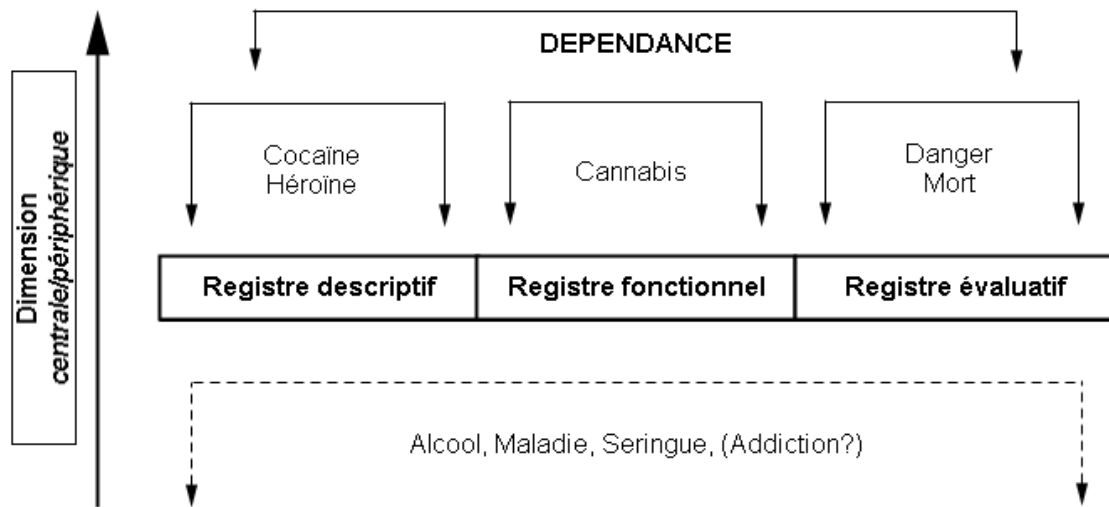 DEPENDANCE
Cocaïne
Héroïne
Cannabis
Danger
Mort
Dimension
centrale/périphérique
Registre descriptif
Registre fonctionnel
Registre évaluatif
Alcool, Maladie, Seringue, (Addiction?)